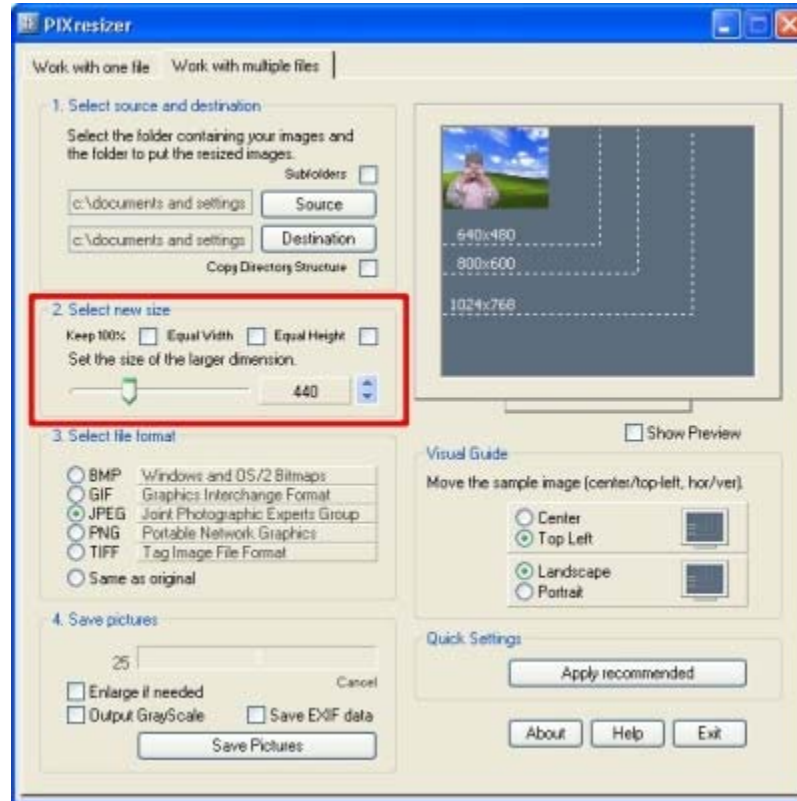 PIXresizer
Work with one file Work with multiple files
1. Select source and destination
Select the folder containing your images and
the folder to put the resized images.
Subfolders
c:\documents and settings Source
c:\documents and settings Destination
Copy Directory Structure
2. Select new size
Keep 100% Equal Width Equal Height
Set the size of the larger dimension.
440
3. Select file format
BMP Windows and OS/2 Bitmaps
GIF Graphics Interchange Format
JPEG Joint Photographic Experts Group
PNG Portable Network Graphics
TIFF Tag Image File Format
Same as original
4. Save pictures
25
Cancel
Enlarge if needed
Output GrayScale Save EXIF data
Save Pictures
640x480
800x600
1024x768
Show Preview
Visual Guide
Move the sample image (center/top-left, hor/ver).
Center
Top Left
Landscape
Portrait
Quick Settings
Apply recommended
About Help Exit